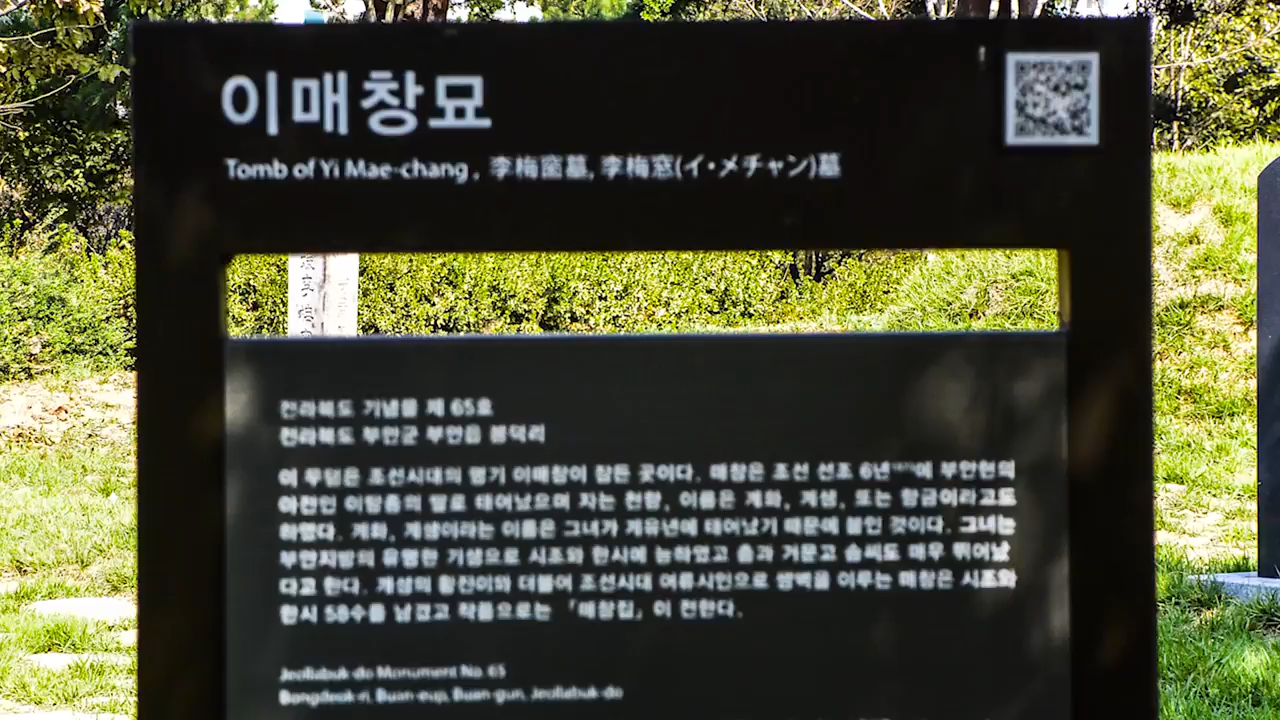 이매창묘
Tomb of Yi Mae-chang , 李梅窓墓, 李梅窓(イ・メチャン)墓
전라북도 기념물 제 65호
전라북도 부안군 부안읍 봉덕리
이 무덤은 조선시대의 명기 이매창이 잠든 곳이다. 매창은 조선 선조 6년에 부안현의
아전인 이탕종의 딸로 태어났으며 자는 천향, 이름은 계화, 계생, 또는 향금이라고도
하였다. 계화, 계생이라는 이름은 그녀가 계유년에 태어났기 때문에 붙인 것이다. 그녀는
부안지방의 유명한 기생으로 시조와 한시에 능하였고 춤과 거문고 솜씨도 매우 뛰어났
다고 한다. 개성의 황진이와 더불어 조선시대 여류시인으로 쌍벽을 이루는 매창은 시조와
한시 58수를 남겼고 작품으로는 「매창집」이 전한다.
Jeollabuk-do Monument No. 65
Bongdeok-ri, Buan-eup, Buan-gun, Jeollabuk-do